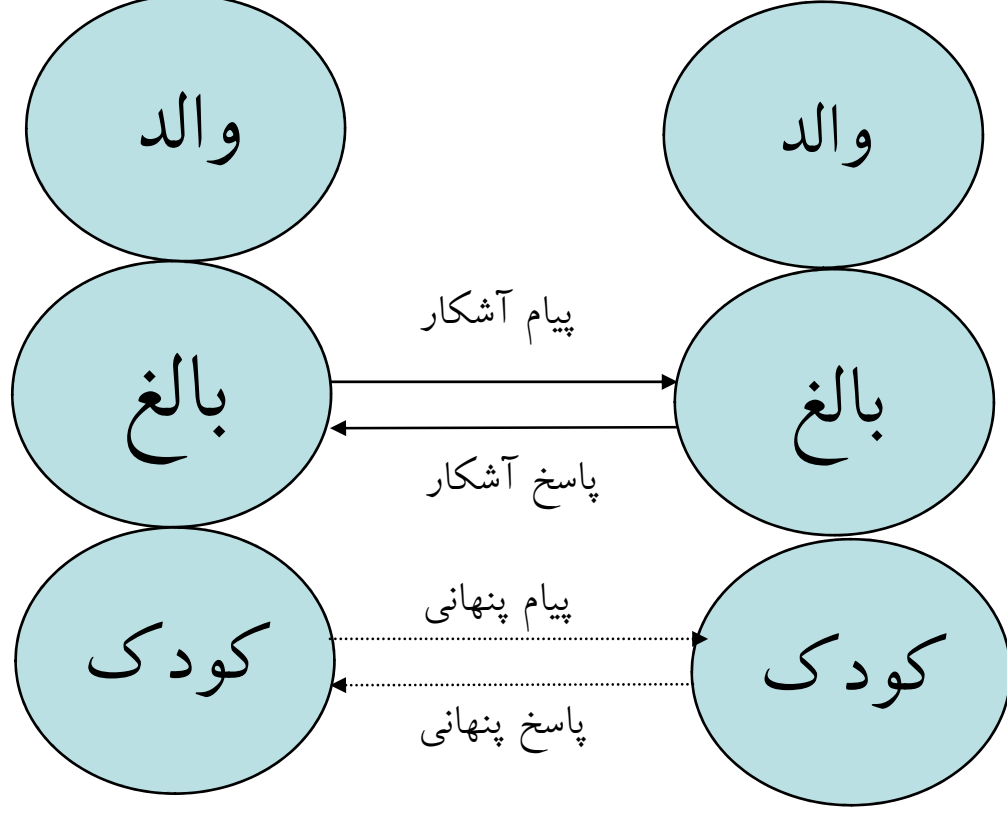 والد
والد
پیام آشکار
بالغ
بالغ
پاسخ آشکار
پیام پنهانی
کودک
کودک
پاسخ پنهانی